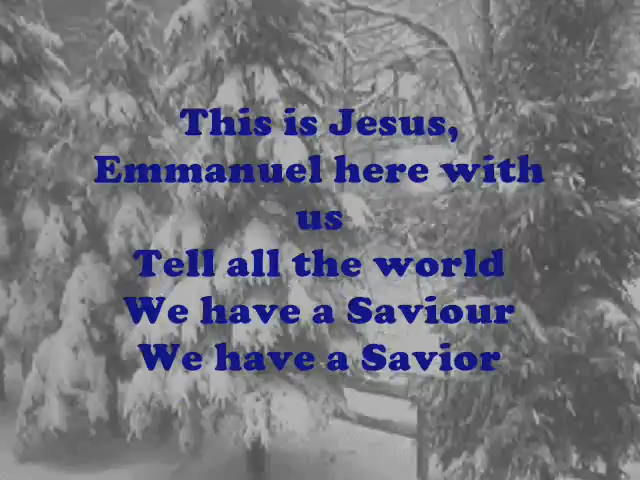 This is Jesus,
Emmanuel here with
us
Tell all the world
We have a Saviour
We have a Savior